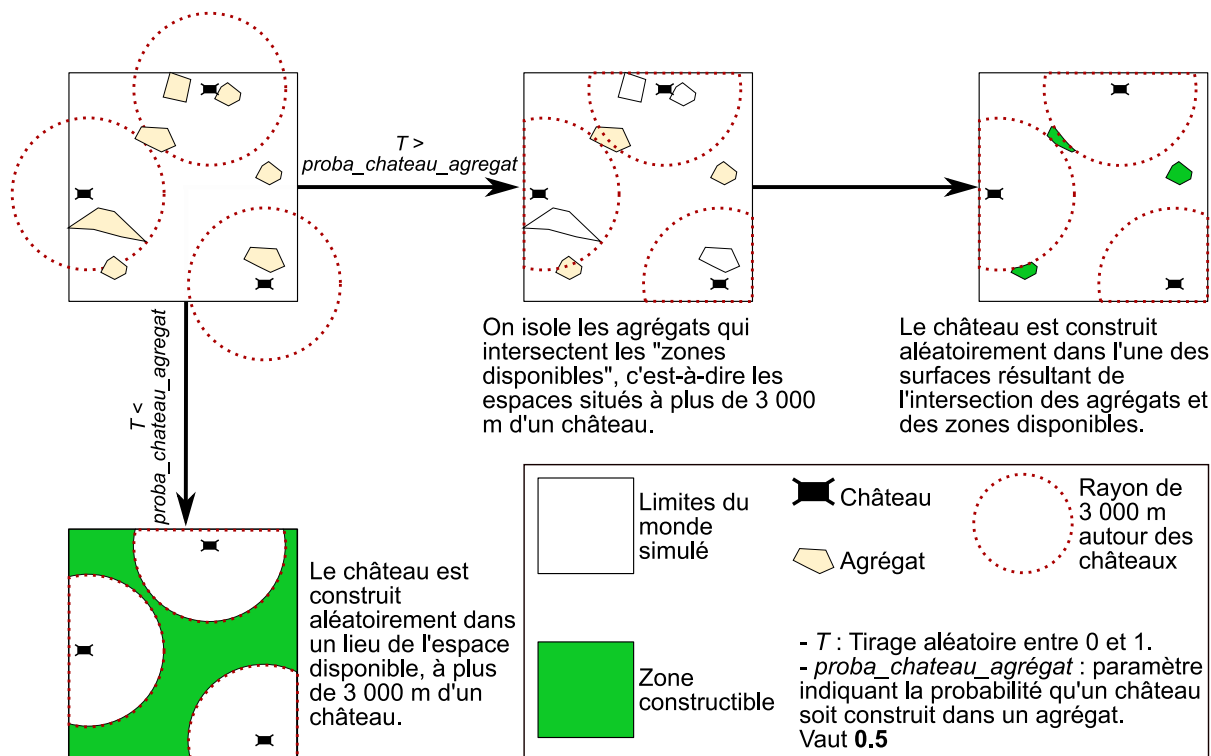 T >
proba_chateau_agregat
T <
proba_chateau_agregat
On isole les agrégats qui
intersectent les "zones
disponibles", c'est-à-dire les
espaces situés à plus de 3 000
m d'un château.
Le château est construit
aléatoirement dans l'une des
surfaces résultant de
l'intersection des agrégats et
des zones disponibles.
Le château est
construit
aléatoirement dans
un lieu de l'espace
disponible, à plus
de 3 000 m d'un
château.
Limites du
monde
simulé
Château
Agrégat
Rayon de
3 000 m
autour des
châteaux
Zone
constructible
- T : Tirage aléatoire entre 0 et 1.
- proba_chateau_agrégat : paramètre
indiquant la probabilité qu'un château
soit construit dans un agrégat.
Vaut 0.5